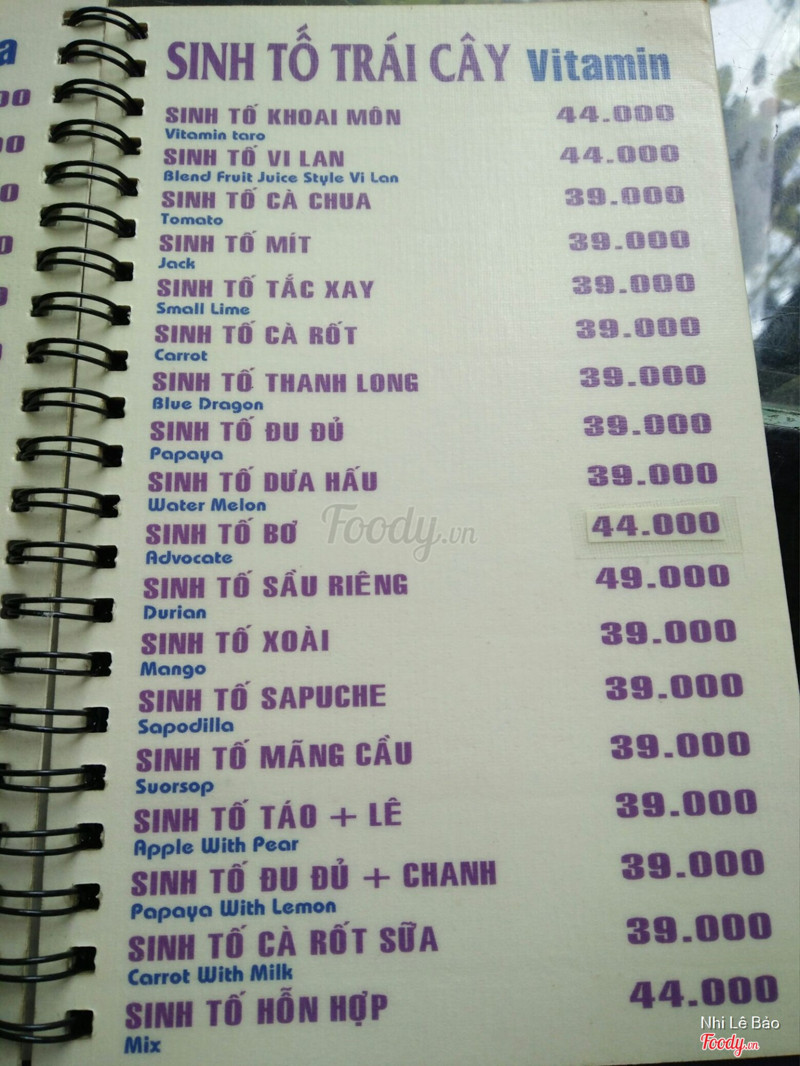 a
00
00
0
0
SINH TỐ TRÁI CÂY Vitamin
SINH TỐ KHOAI MÔN 44.000
Vitamin taro
SINH TỐ VI LAN 44.000
Blend Fruit Juice Style Vi Lan
SINH TỐ CÀ CHUA 39.000
Tomato
SINH TỐ MÍT 39.000
Jack
SINH TỐ TẮC XAY 39.000
Small Lime
SINH TỐ CÀ RỐT 39.000
Carrot
SINH TỐ THANH LONG 39.000
Blue Dragon
SINH TỐ ĐU ĐỦ 39.000
Papaya
SINH TỐ DƯA HẤU 39.000
Water Melon
SINH TỐ BƠ 44.000
Advocate
Foody.vn
SINH TỐ SẦU RIÊNG 49.000
Durian
SINH TỐ XOÀI 39.000
Mango
SINH TỐ SAPUCHE 39.000
Sapodilla
SINH TỐ MÃNG CẦU 39.000
Suorsop
SINH TỐ TÁO + LÊ 39.000
Apple With Pear
SINH TỐ ĐU ĐỦ + CHANH 39.000
Papaya With Lemon
SINH TỐ CÀ RỐT SỮA 39.000
Carrot With Milk
SINH TỐ HỖN HỢP 44.000
Mix
Nhi Lê Bảo
Foody.vn